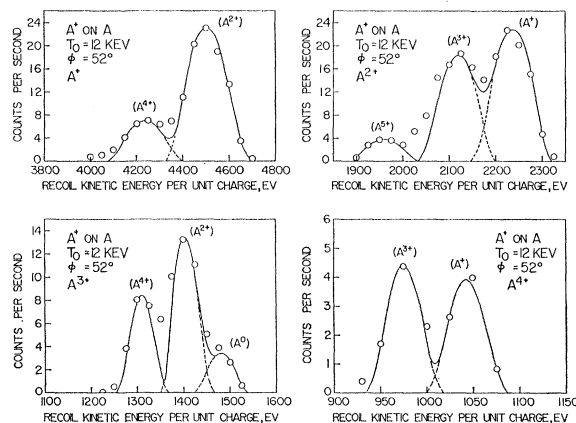 A⁺ ON A
T₀ = 12 KEV
ϕ = 52°
A⁺
(A⁴⁺)
(A²⁺)
COUNTS PER SECOND
24
20
16
12
8
4
0
3800 4000 4200 4400 4600 4800
RECOIL KINETIC ENERGY PER UNIT CHARGE, EV
A⁺ ON A
T₀ = 12 KEV
ϕ = 52°
A²⁺
(A⁵⁺)
(A³⁺)
(A⁺)
COUNTS PER SECOND
24
20
16
12
8
4
0
1900 2000 2100 2200 2300
RECOIL KINETIC ENERGY PER UNIT CHARGE, EV
A⁺ ON A
T₀ = 12 KEV
ϕ = 52°
A³⁺
(A⁴⁺)
(A²⁺)
(A⁰)
COUNTS PER SECOND
14
12
10
8
6
4
2
0
1100 1200 1300 1400 1500 1600
RECOIL KINETIC ENERGY PER UNIT CHARGE, EV
A⁺ ON A
T₀ = 12 KEV
ϕ = 52°
A⁴⁺
(A³⁺)
(A⁺)
COUNTS PER SECOND
6
5
4
3
2
1
0
900 950 1000 1050 1100 1150
RECOIL KINETIC ENERGY PER UNIT CHARGE, EV